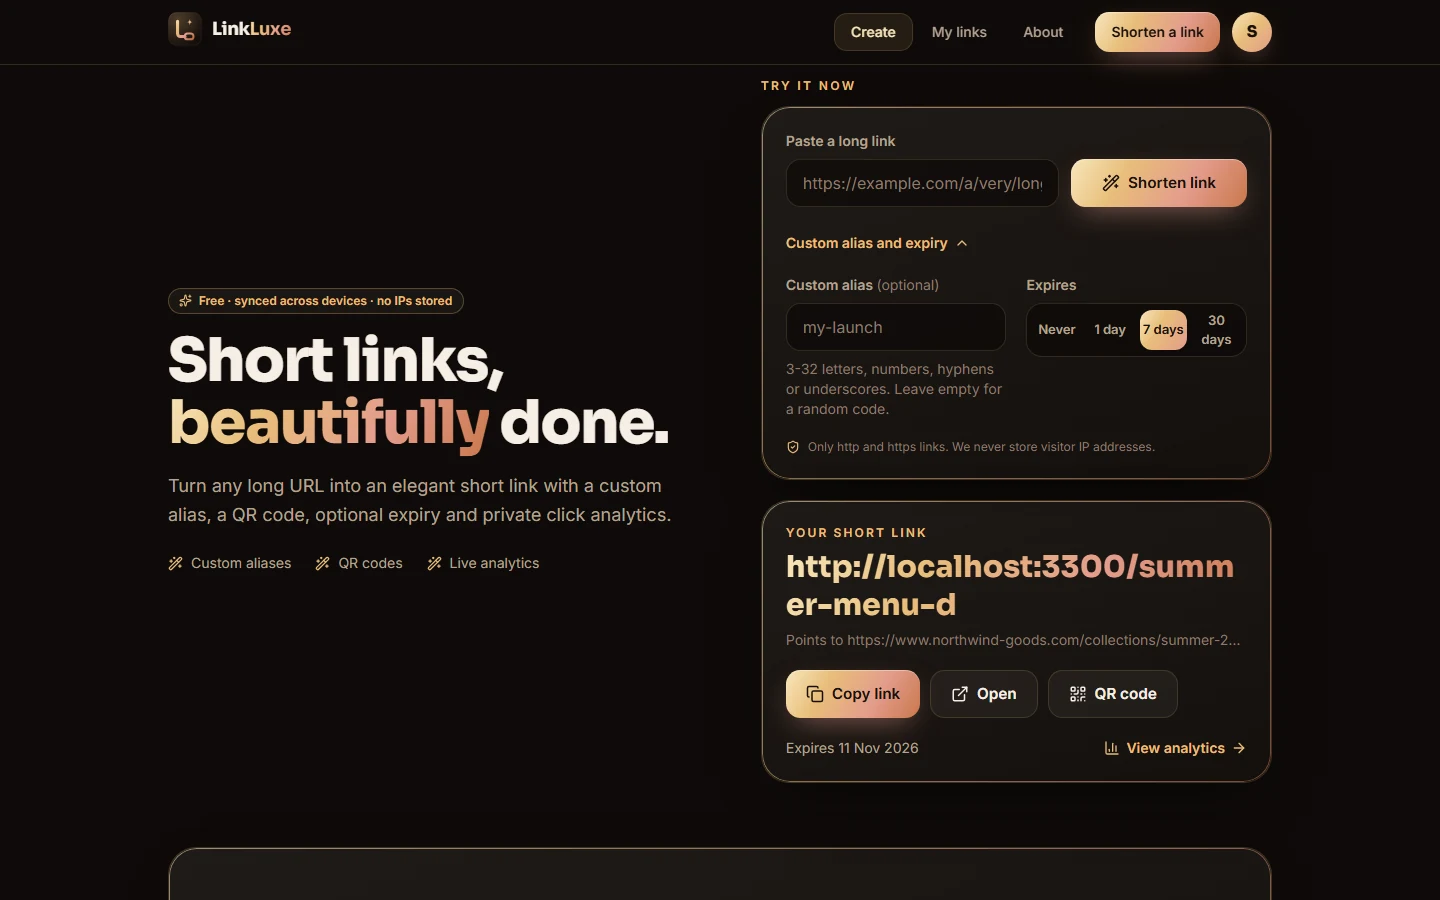 LinkLuxe
Create
My links
About
Shorten a link
S
Free · synced across devices · no IPs stored
Short links,
beautifully done.
Turn any long URL into an elegant short link with a custom
alias, a QR code, optional expiry and private click analytics.
Custom aliases
QR codes
Live analytics
TRY IT NOW
Paste a long link
https://example.com/a/very/long
Shorten link
Custom alias and expiry
Custom alias (optional)
my-launch
3-32 letters, numbers, hyphens
or underscores. Leave empty for
a random code.
Expires
Never
1 day
7 days
30
days
Only http and https links. We never store visitor IP addresses.
YOUR SHORT LINK
http://localhost:3300/summ
er-menu-d
Points to https://www.northwind-goods.com/collections/summer-2...
Copy link
Open
QR code
Expires 11 Nov 2026
View analytics